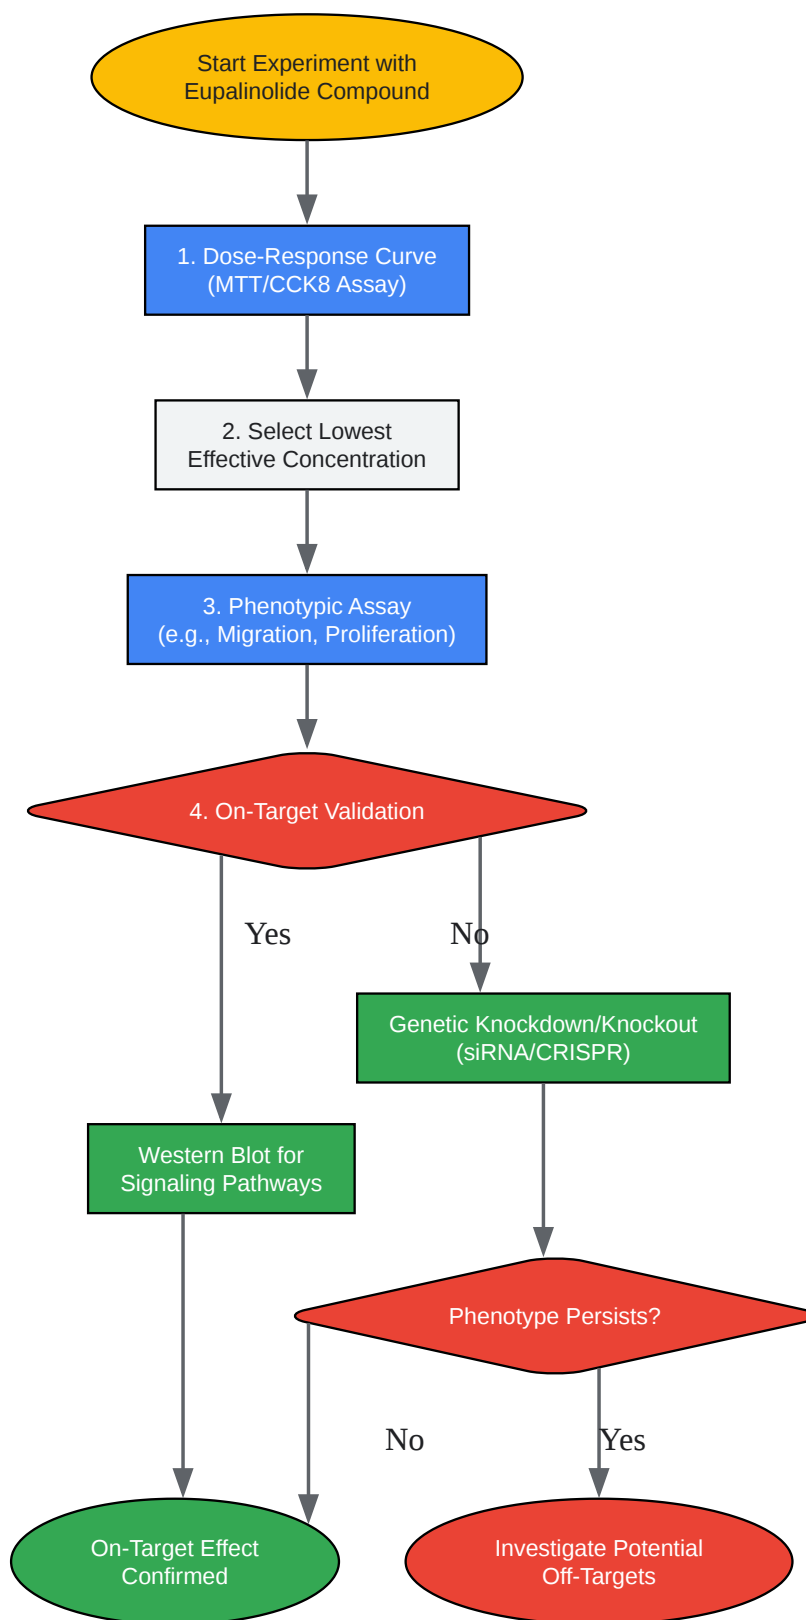 Start Experiment with
Eupalinolide Compound
1. Dose-Response Curve
(MTT/CCK8 Assay)
2. Select Lowest
Effective Concentration
3. Phenotypic Assay
(e.g., Migration, Proliferation)
4. On-Target Validation
Yes
No
Genetic Knockdown/Knockout
(siRNA/CRISPR)
Western Blot for
Signaling Pathways
Phenotype Persists?
No
Yes
On-Target Effect
Confirmed
Investigate Potential
Off-Targets